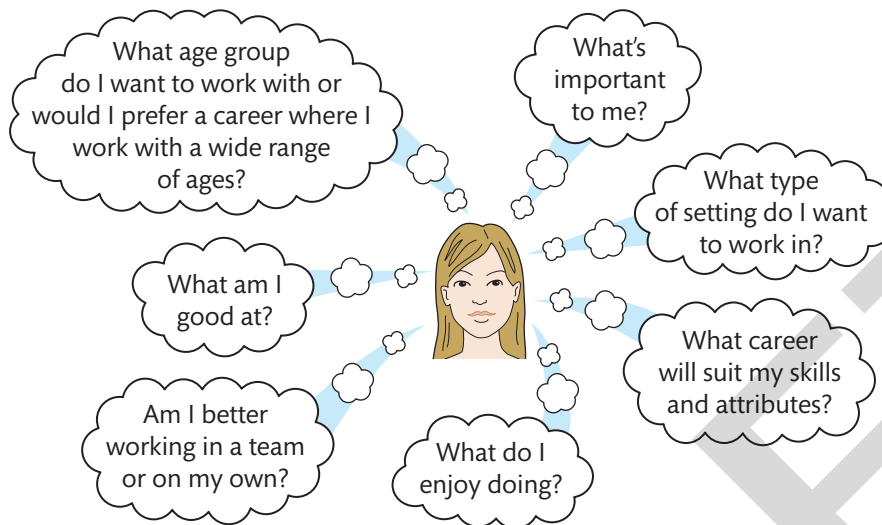 What age group
do I want to work with or
would I prefer a career where I
work with a wide range
of ages?
What's
important
to me?
What type
of setting do I want
to work in?
What am I
good at?
What career
will suit my skills
and attributes?
Am I better
working in a team
or on my own?
What do I
enjoy doing?